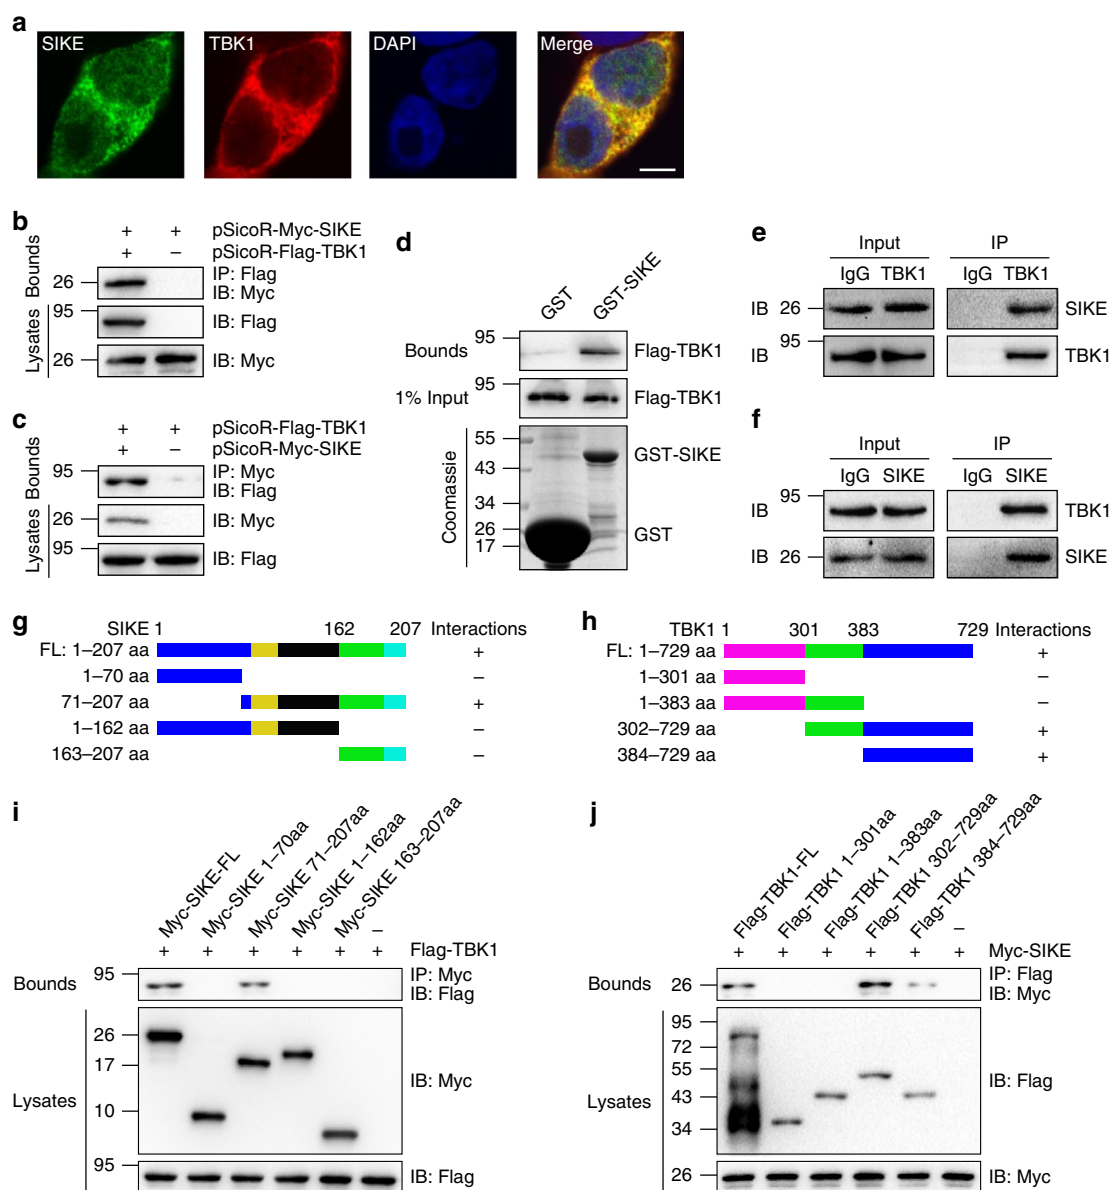 a
SIKE TBK1 DAPI Merge
b
+ + pSicoR-Myc-SIKE
+ – pSicoR-Flag-TBK1
Bounds 26 IP: Flag IB: Myc
Lysates 95 IB: Flag
26 IB: Myc
c
+ + pSicoR-Flag-TBK1
+ – pSicoR-Myc-SIKE
Bounds 95 IP: Myc IB: Flag
Lysates 26 IB: Myc
95 IB: Flag
d
GST GST-SIKE
Bounds 95 Flag-TBK1
1% Input 95 Flag-TBK1
Coomassie
55
GST-SIKE
43
34
26 GST
17
e
Input IP
IgG TBK1 IgG TBK1
IB 26 SIKE
IB 95 TBK1
f
Input IP
IgG SIKE IgG SIKE
IB 95 TBK1
IB 26 SIKE
g
SIKE 1 162 207 Interactions
FL: 1–207 aa +
1–70 aa –
71–207 aa +
1–162 aa –
163–207 aa –
h
TBK1 1 301 383 729 Interactions
FL: 1–729 aa +
1–301 aa –
1–383 aa –
302–729 aa +
384–729 aa +
i
Myc-SIKE-FL
Myc-SIKE 1–70aa
Myc-SIKE 71–207aa
Myc-SIKE 1–162aa
Myc-SIKE 163–207aa
–
+ + + + + + Flag-TBK1
Bounds 95 IP: Myc IB: Flag
Lysates
26
17 IB: Myc
10
95 IB: Flag
j
Flag-TBK1-FL
Flag-TBK1 1–301aa
Flag-TBK1 1–383aa
Flag-TBK1 302–729aa
Flag-TBK1 384–729aa
–
+ + + + + + Myc-SIKE
Bounds 26 IP: Flag IB: Myc
Lysates
95
72
55 IB: Flag
43
34
26 IB: Myc